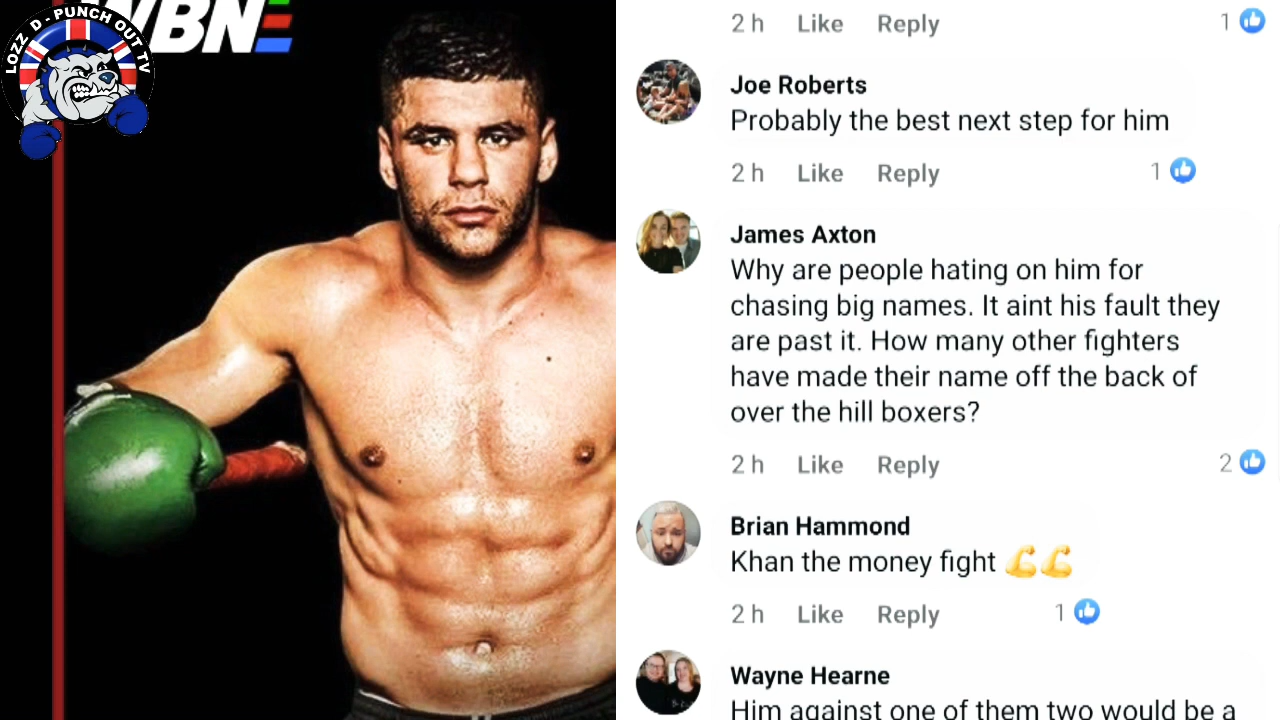 LOZZ D - PUNCH OUT TV
WBN
2 h Like Reply 1
Joe Roberts
Probably the best next step for him
2 h Like Reply 1
James Axton
Why are people hating on him for
chasing big names. It aint his fault they
are past it. How many other fighters
have made their name off the back of
over the hill boxers?
2 h Like Reply 2
Brian Hammond
Khan the money fight 💪💪
2 h Like Reply 1
Wayne Hearne
Him against one of them two would be a